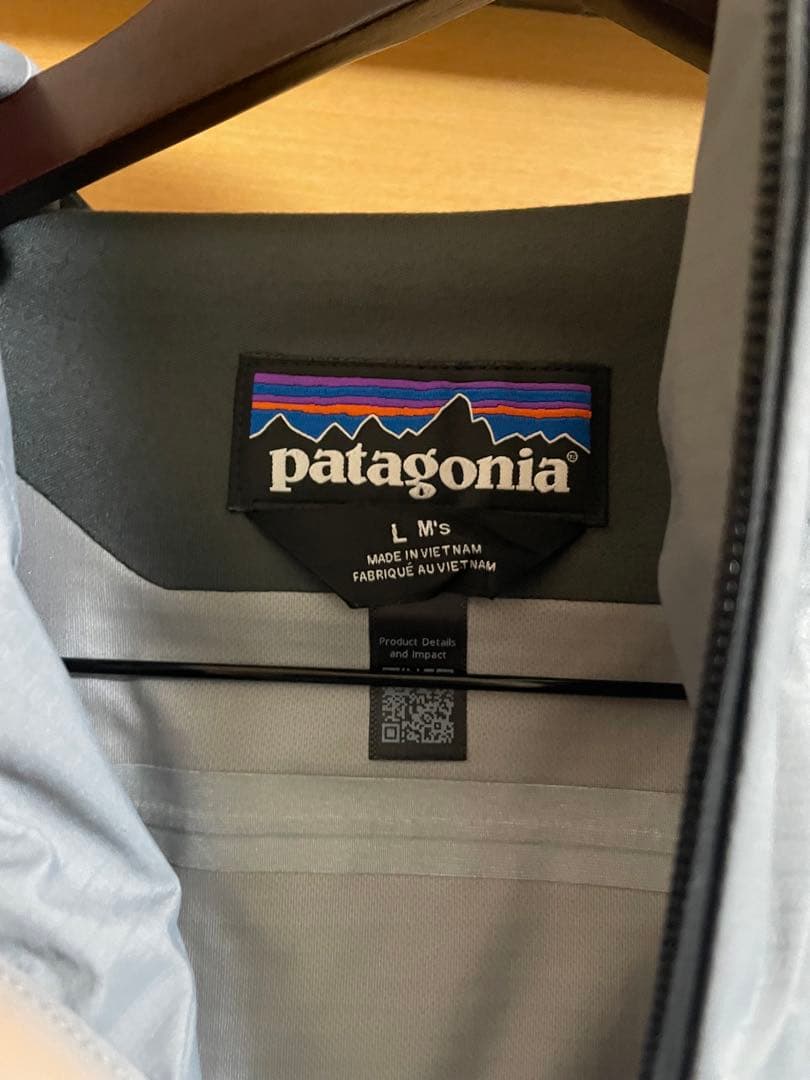 patagonia®
L M's
MADE IN VIETNAM
FABRIQUÉ AU VIETNAM
Product Details
and Impact